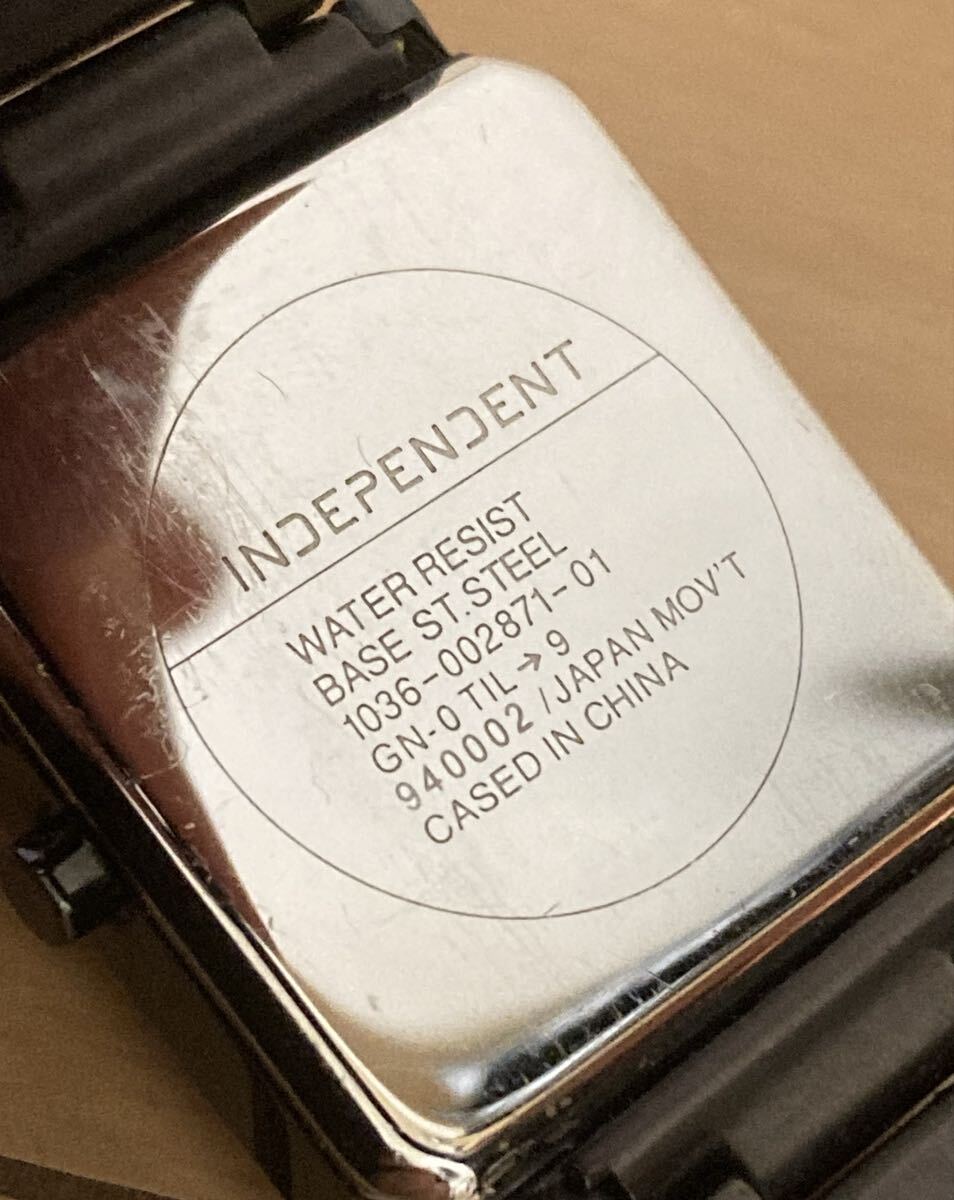 INDEPENDENT
WATER RESIST
BASE ST.STEEL
1036-002871-01
GN-0 TIL→9
940002 /JAPAN MOV'T
CASED IN CHINA